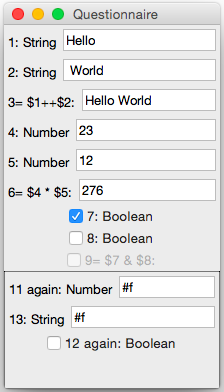 Questionnaire
1: String Hello
2: String World
3= $1++$2: Hello World
4: Number 23
5: Number 12
6= $4 * $5: 276
7: Boolean
8: Boolean
9= $7 & $8:
11 again: Number #f
13: String #f
12 again: Boolean